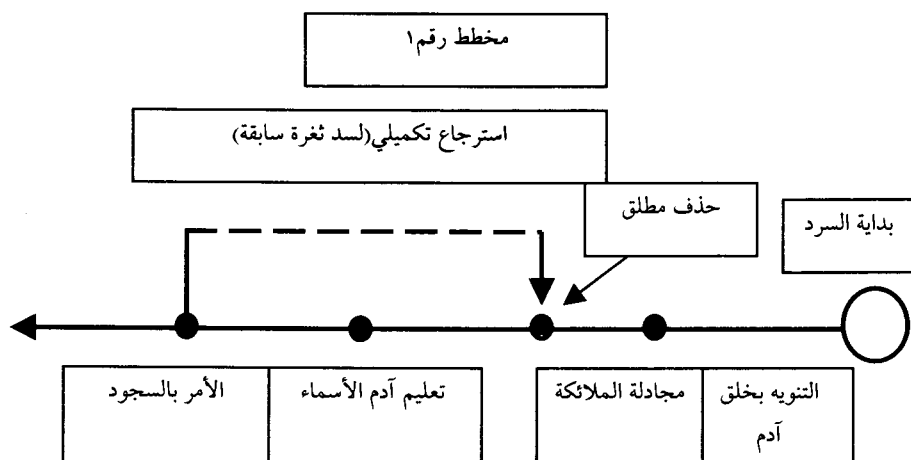 مخطط رقم١
استرجاع تكميلي(لسد ثغرة سابقة)
حذف مطلق
بداية السرد
التنويه بخلق
آدم
مجادلة الملائكة
تعليم آدم الأسماء
الأمر بالسجود